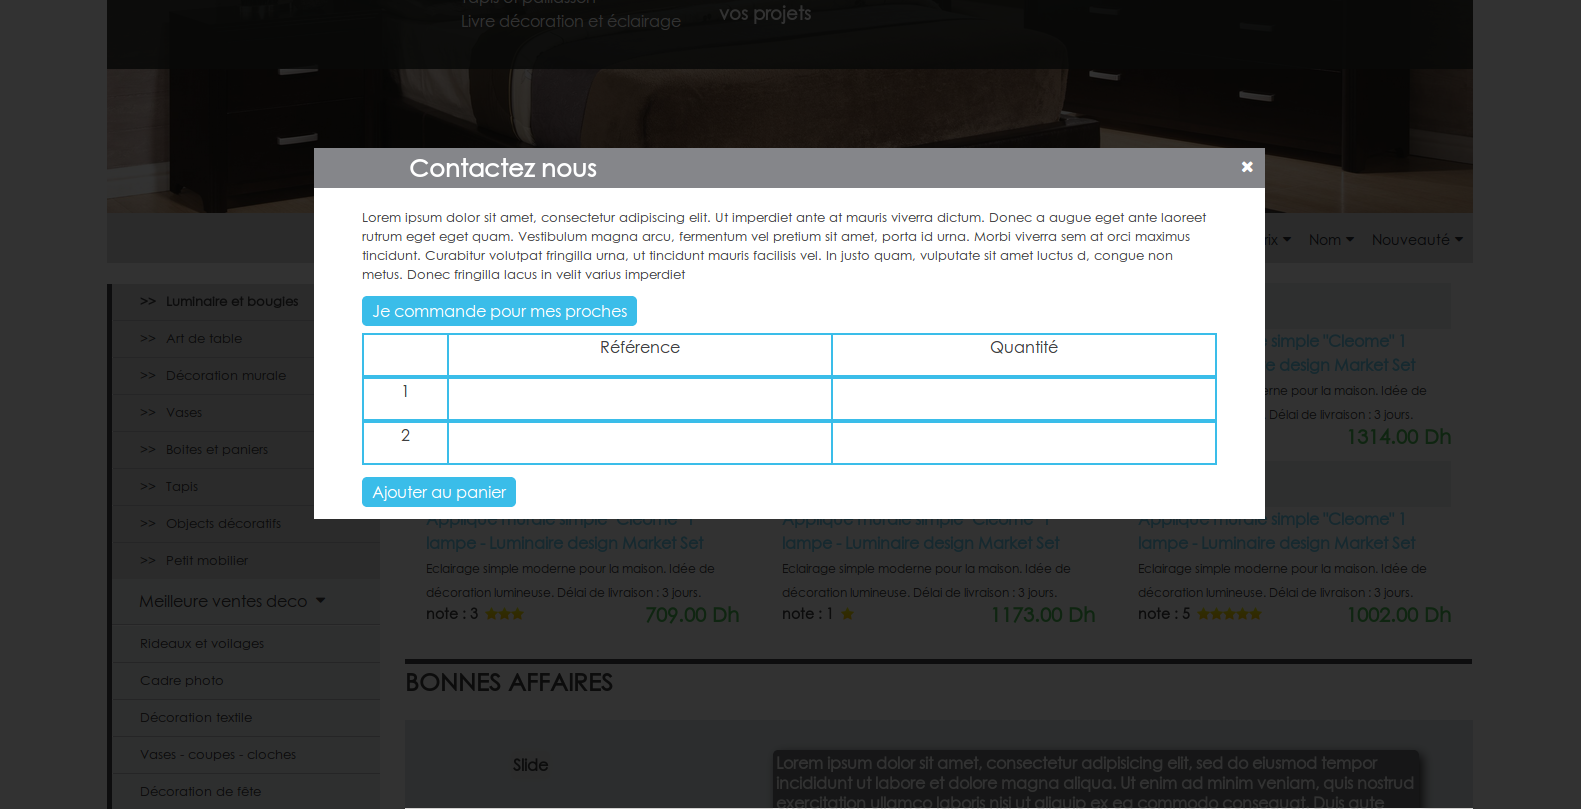 Livre décoration et éclairage
vos projets
Contactez nous
✖
Lorem ipsum dolor sit amet, consectetur adipiscing elit. Ut imperdiet ante at mauris viverra dictum. Donec a augue eget ante laoreet
rutrum eget eget quam. Vestibulum magna arcu, fermentum vel pretium sit amet, porta id urna. Morbi viverra sem at orci maximus
tincidunt. Curabitur volutpat fringilla urna, ut tincidunt mauris facilisis vel. In justo quam, vulputate sit amet luctus d, congue non
metus. Donec fringilla lacus in velit varius imperdiet
Je commande pour mes proches
Référence Quantité
1
2
Ajouter au panier
Nom Nouveauté
>> Luminaire et bougies
>> Art de table
>> Décoration murale
>> Vases
>> Boites et paniers
>> Tapis
>> Objects décoratifs
>> Petit mobilier
Meilleure ventes deco
Rideaux et voilages
Cadre photo
Décoration textile
Vases - coupes - cloches
Décoration de fête
simple "Cleome" 1
design Market Set
pour la maison. Idée de
Délai de livraison : 3 jours.
1314.00 Dh
Applique murale simple "Cleome" 1
lampe - Luminaire design Market Set
Eclairage simple moderne pour la maison. Idée de
décoration lumineuse. Délai de livraison : 3 jours.
note : 3 709.00 Dh
Applique murale simple "Cleome" 1
lampe - Luminaire design Market Set
Eclairage simple moderne pour la maison. Idée de
décoration lumineuse. Délai de livraison : 3 jours.
note : 1 1173.00 Dh
Applique murale simple "Cleome" 1
lampe - Luminaire design Market Set
Eclairage simple moderne pour la maison. Idée de
décoration lumineuse. Délai de livraison : 3 jours.
note : 5 1002.00 Dh
BONNES AFFAIRES
Slide
Lorem ipsum dolor sit amet, consectetur adipisicing elit, sed do eiusmod tempor
incididunt ut labore et dolore magna aliqua. Ut enim ad minim veniam, quis nostrud
exercitation ullamco laboris nisi ut aliquip ex ea commodo consequat. Duis aute